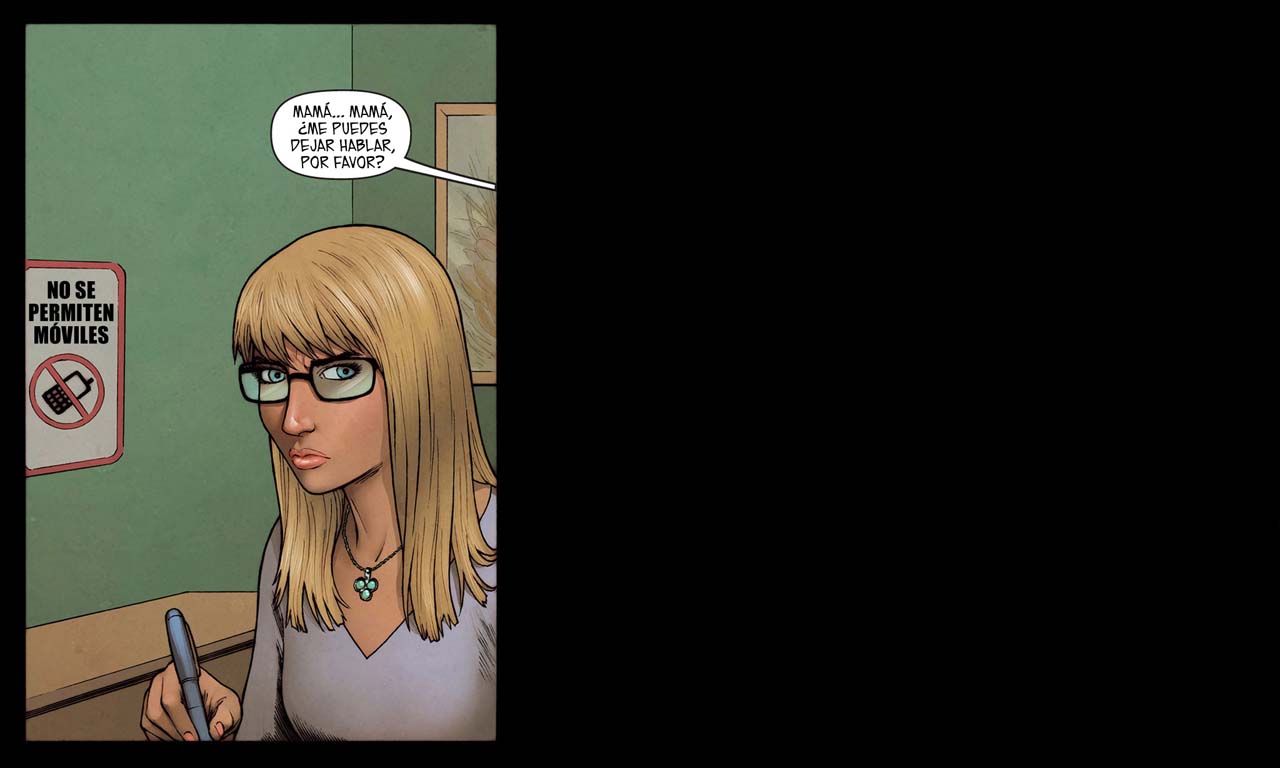 MAMÁ... MAMÁ,
¿ME PUEDES
DEJAR HABLAR,
POR FAVOR?
NO SE
PERMITEN
MÓVILES